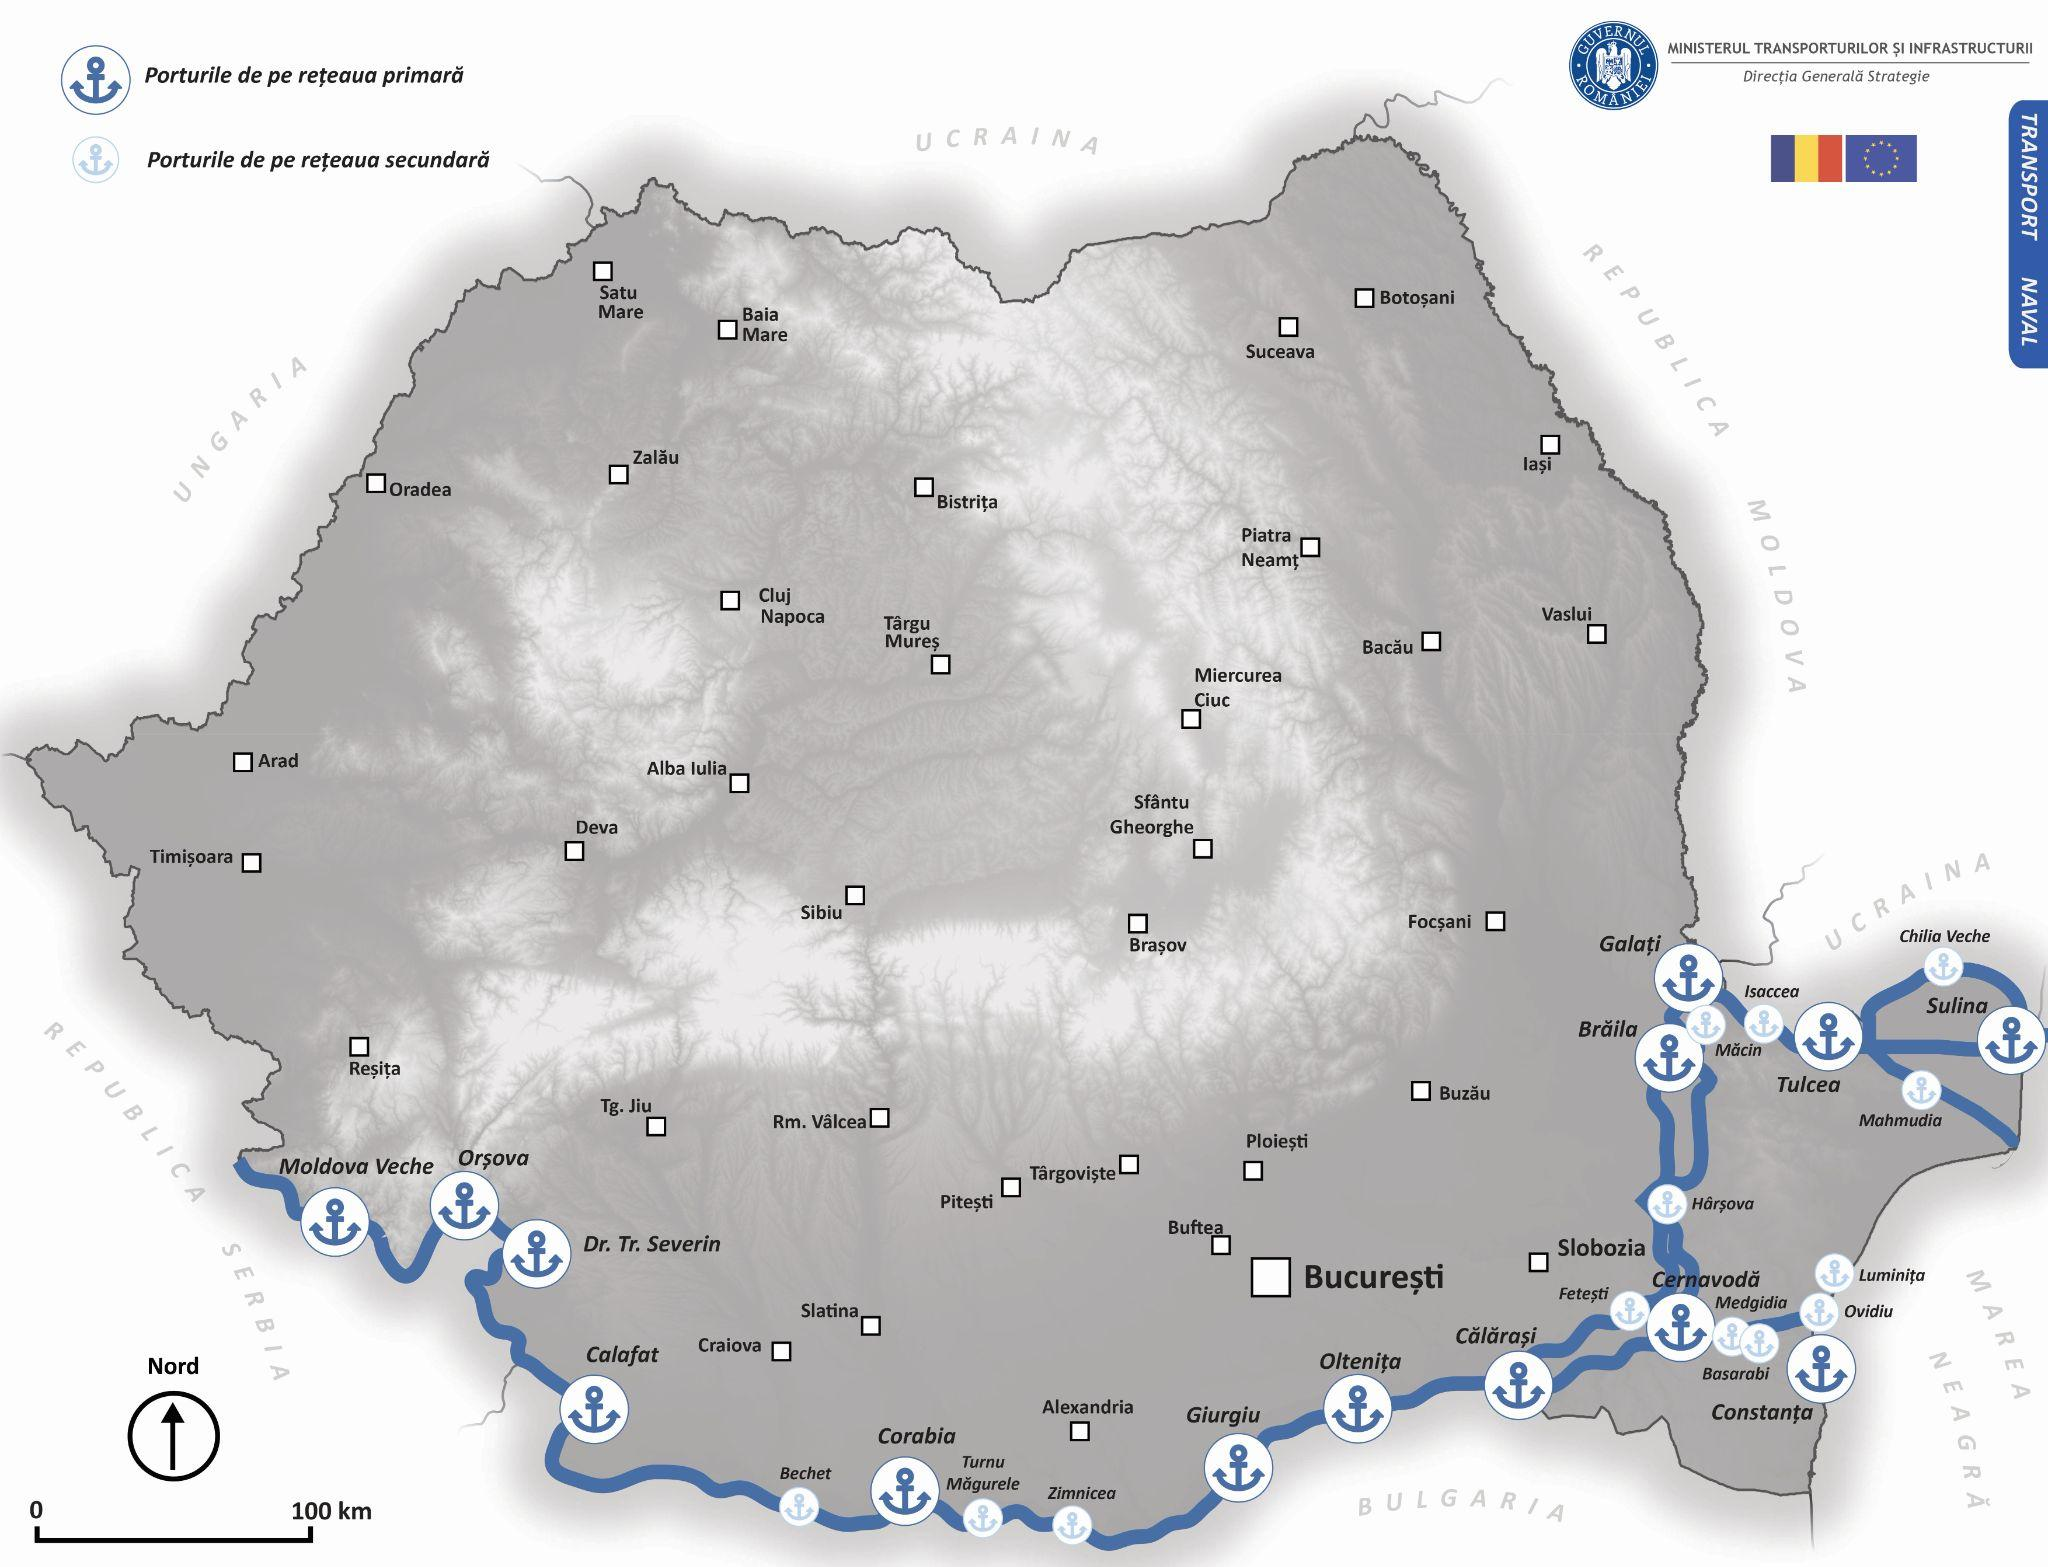 Porturile de pe rețeaua primară
Porturile de pe rețeaua secundară
GUVERNUL ROMÂNIEI
MINISTERUL TRANSPORTURILOR ȘI INFRASTRUCTURII
Direcția Generală Strategie
TRANSPORT NAVAL
UCRAINA
UNGARIA
REPUBLICA MOLDOVA
Satu
Mare
Baia
Mare
Botoșani
Suceava
Iași
Zalău
Oradea
Bistrița
Piatra
Neamț
Cluj
Napoca
Târgu
Mureș
Vaslui
Bacău
Miercurea
Ciuc
Arad
Alba Iulia
Sfântu
Gheorghe
Deva
Timișoara
Sibiu
Brașov
Focșani
UCRAINA
Galați
Chilia Veche
Isaccea
Sulina
Brăila
Măcin
Tulcea
Mahmudia
REPUBLICA SERBIA
Reșița
Tg. Jiu
Rm. Vâlcea
Buzău
Ploiești
Târgoviște
Pitești
Moldova Veche
Orșova
Dr. Tr. Severin
Hârșova
Buftea
București
Slobozia
Cernavodă
Fetești
Medgidia
Luminița
Ovidiu
Slatina
Craiova
Călărași
Basarabi
Constanța
MAREA NEAGRĂ
Calafat
Oltenița
Alexandria
Giurgiu
Corabia
Turnu
Măgurele
Bechet
Zimnicea
BULGARIA
Nord
0 100 km